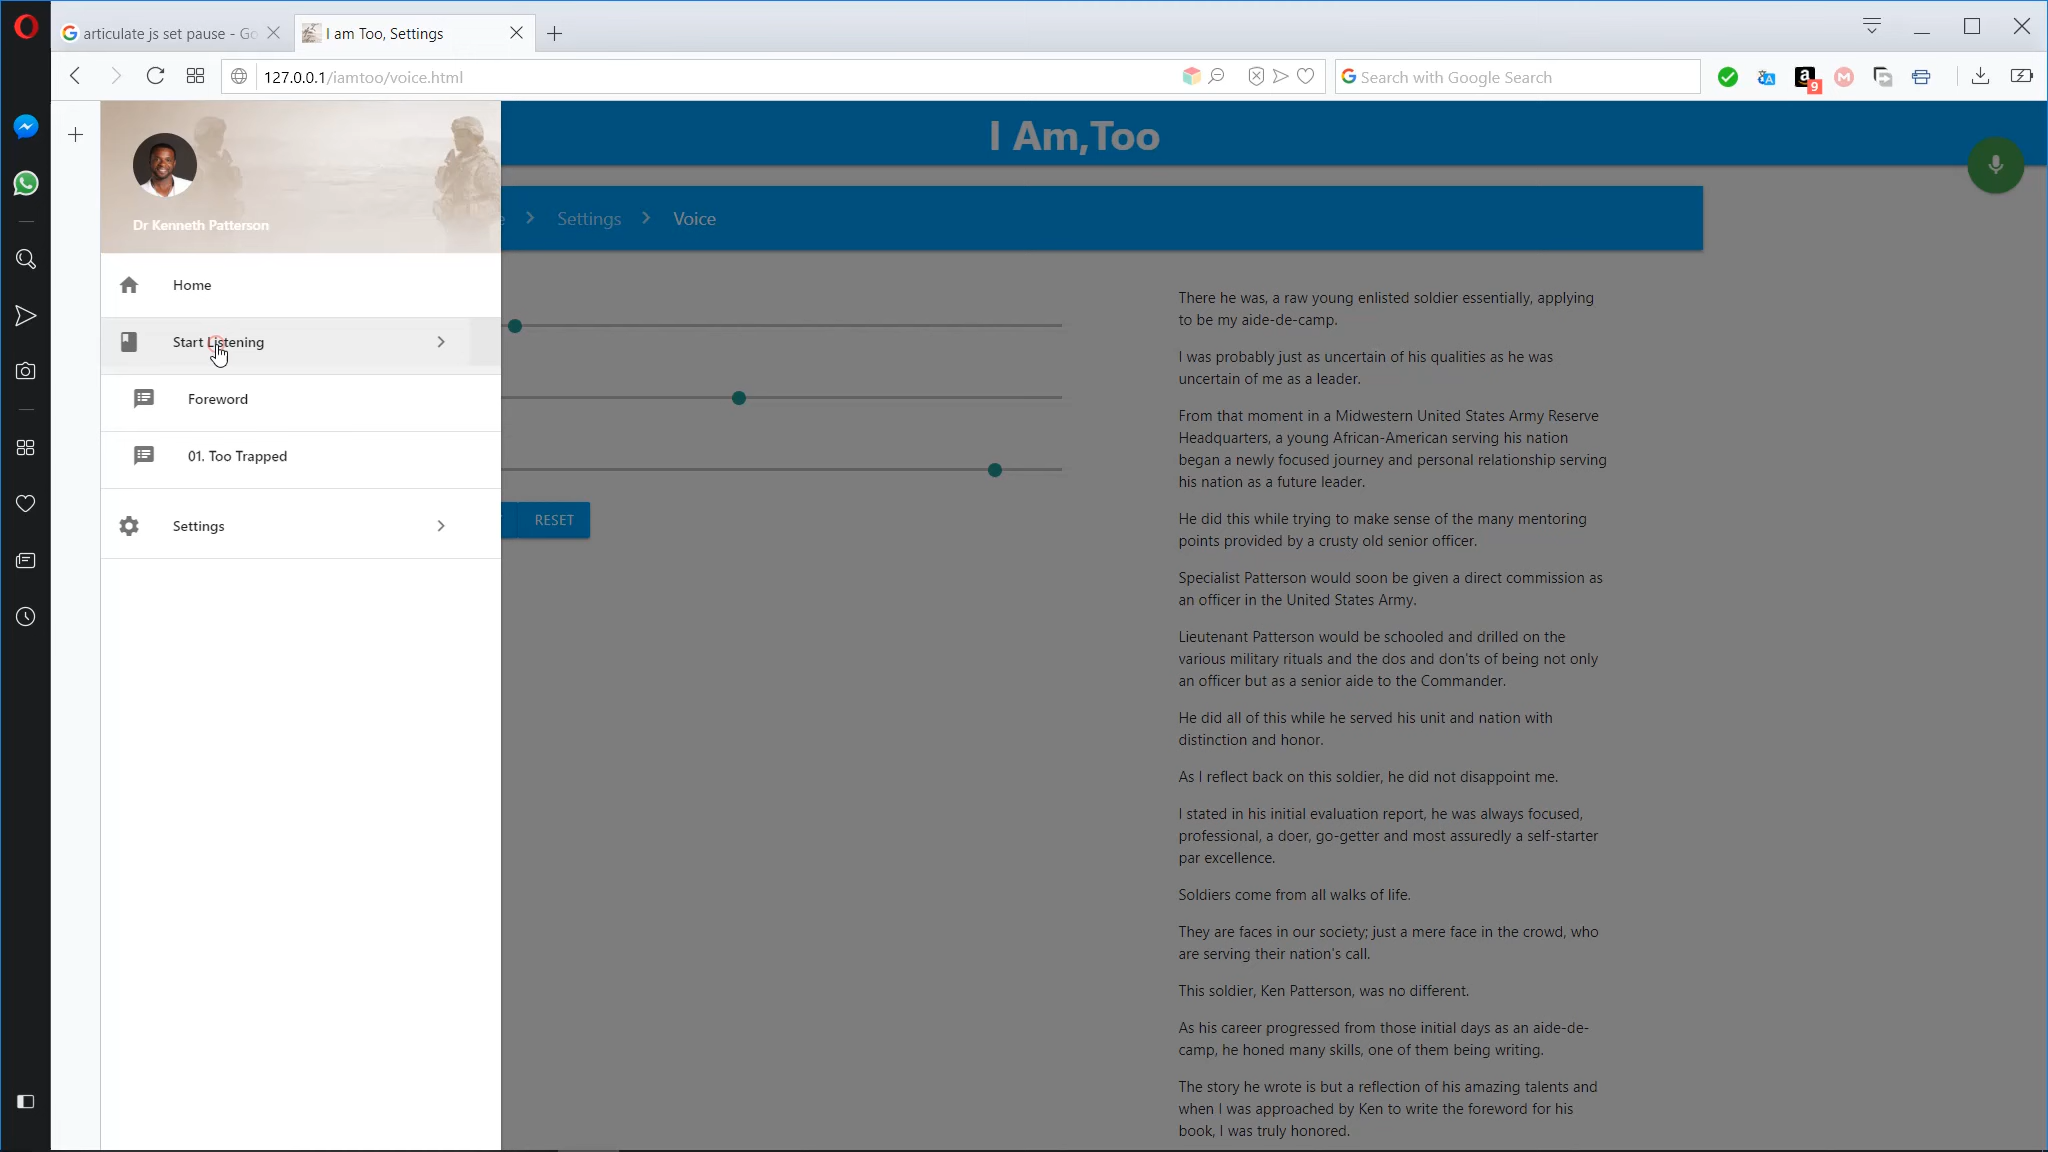 articulate js set pause - Go
I am Too, Settings
127.0.0.1/iamtoo/voice.html
Search with Google Search
9
I Am,Too
Dr Kenneth Patterson
Settings
Voice
Home
Start Listening
Foreword
01. Too Trapped
Settings
RESET
There he was, a raw young enlisted soldier essentially, applying
to be my aide-de-camp.
I was probably just as uncertain of his qualities as he was
uncertain of me as a leader.
From that moment in a Midwestern United States Army Reserve
Headquarters, a young African-American serving his nation
began a newly focused journey and personal relationship serving
his nation as a future leader.
He did this while trying to make sense of the many mentoring
points provided by a crusty old senior officer.
Specialist Patterson would soon be given a direct commission as
an officer in the United States Army.
Lieutenant Patterson would be schooled and drilled on the
various military rituals and the dos and don'ts of being not only
an officer but as a senior aide to the Commander.
He did all of this while he served his unit and nation with
distinction and honor.
As I reflect back on this soldier, he did not disappoint me.
I stated in his initial evaluation report, he was always focused,
professional, a doer, go-getter and most assuredly a self-starter
par excellence.
Soldiers come from all walks of life.
They are faces in our society; just a mere face in the crowd, who
are serving their nation's call.
This soldier, Ken Patterson, was no different.
As his career progressed from those initial days as an aide-de-
camp, he honed many skills, one of them being writing.
The story he wrote is but a reflection of his amazing talents and
when I was approached by Ken to write the foreword for his
book, I was truly honored.